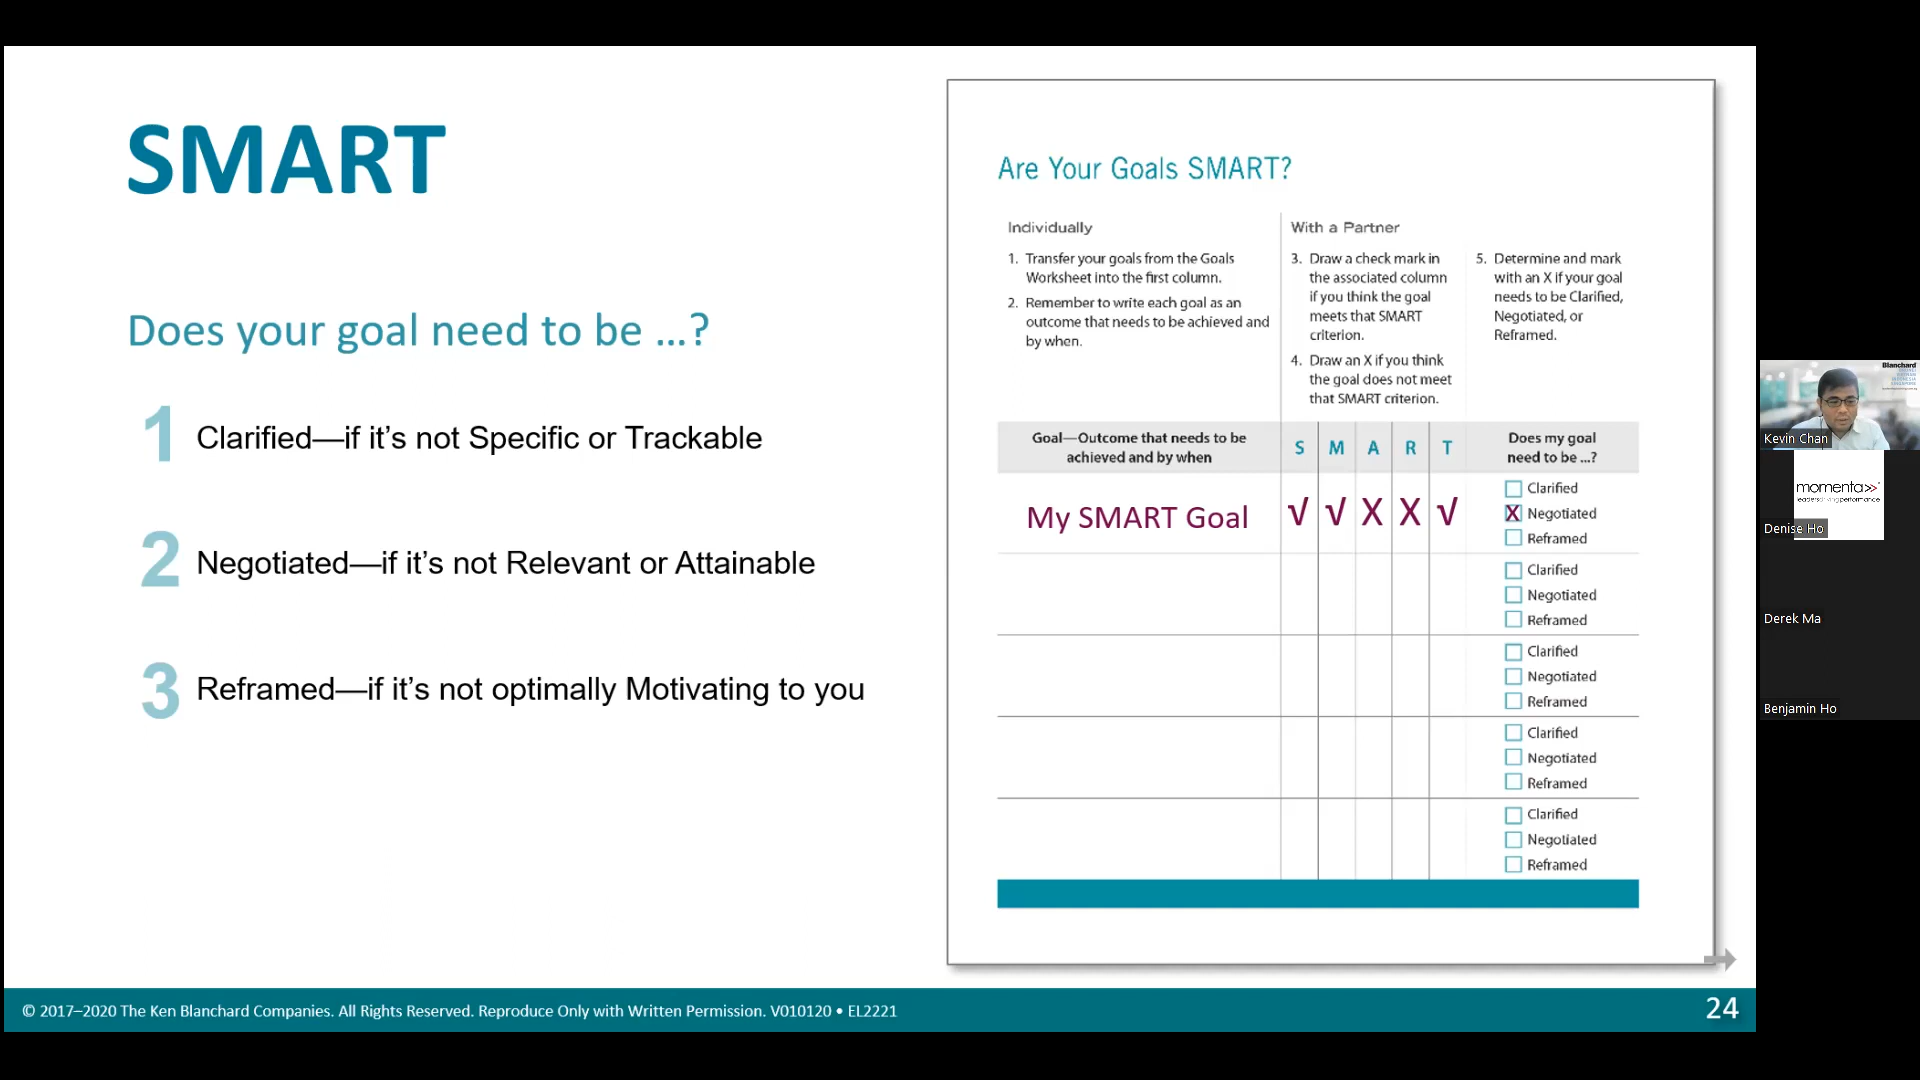 SMART
Does your goal need to be ...?
1 Clarified—if it's not Specific or Trackable
2 Negotiated—if it's not Relevant or Attainable
3 Reframed—if it's not optimally Motivating to you
Are Your Goals SMART?
Individually
1. Transfer your goals from the Goals
Worksheet into the first column.
2. Remember to write each goal as an
outcome that needs to be achieved and
by when.
With a Partner
3. Draw a check mark in
the associated column
if you think the goal
meets that SMART
criterion.
4. Draw an X if you think
the goal does not meet
that SMART criterion.
5. Determine and mark
with an X if your goal
needs to be Clarified,
Negotiated, or
Reframed.
Goal—Outcome that needs to be
achieved and by when
S M A R T
Does my goal
need to be ...?
My SMART Goal √ √ X X √
Clarified
X Negotiated
Reframed
Clarified
Negotiated
Reframed
Clarified
Negotiated
Reframed
Clarified
Negotiated
Reframed
Clarified
Negotiated
Reframed
© 2017–2020 The Ken Blanchard Companies. All Rights Reserved. Reproduce Only with Written Permission. V010120 • EL2221
24
Blanchard
Kevin Chan
momenta>>
Denise Ho
Derek Ma
Benjamin Ho